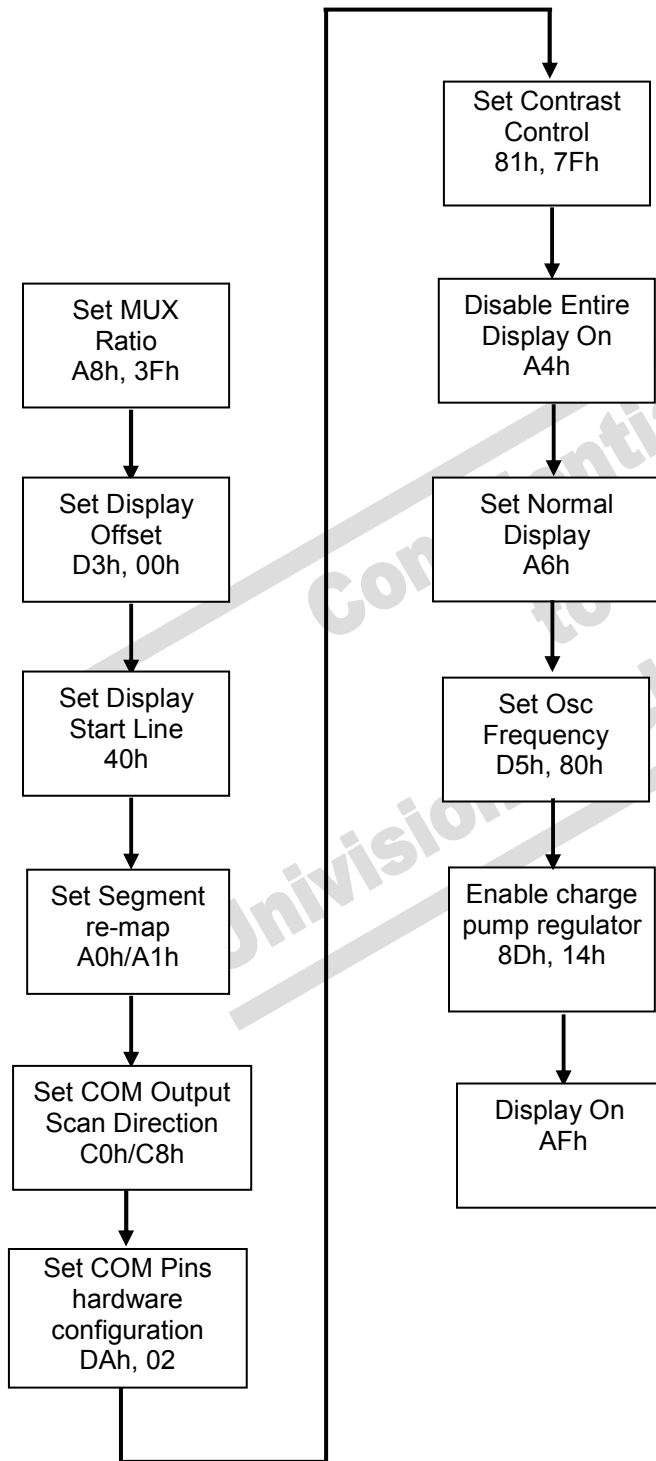 Set MUX
Ratio
A8h, 3Fh
Set Display
Offset
D3h, 00h
Set Display
Start Line
40h
Set Segment
re-map
A0h/A1h
Set COM Output
Scan Direction
C0h/C8h
Set COM Pins
hardware
configuration
DAh, 02
Set Contrast
Control
81h, 7Fh
Disable Entire
Display On
A4h
Set Normal
Display
A6h
Set Osc
Frequency
D5h, 80h
Enable charge
pump regulator
8Dh, 14h
Display On
AFh
to